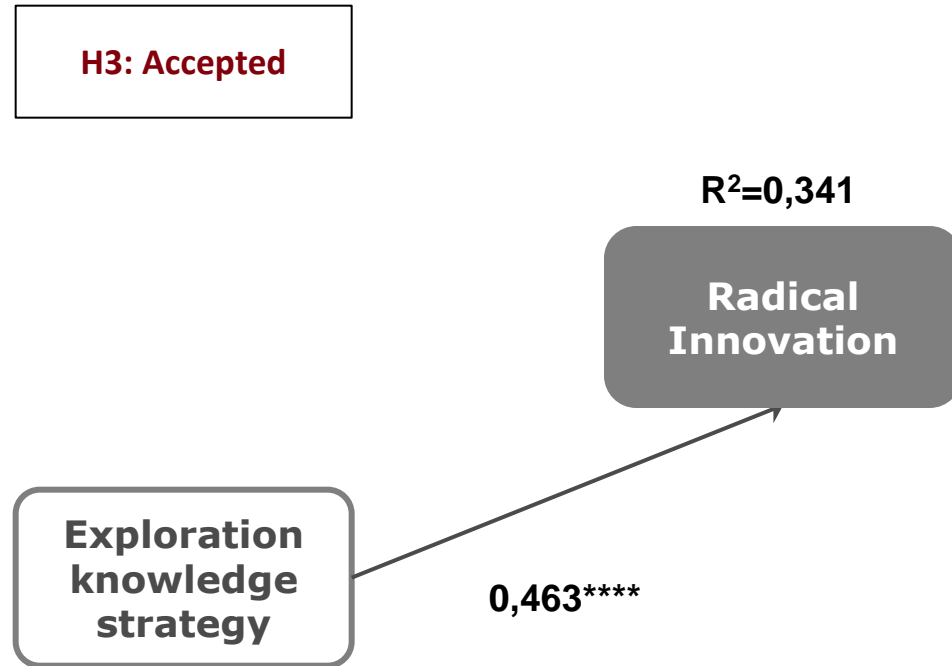 H3: Accepted
R²=0,341
Radical
Innovation
Exploration
knowledge
strategy
0,463****